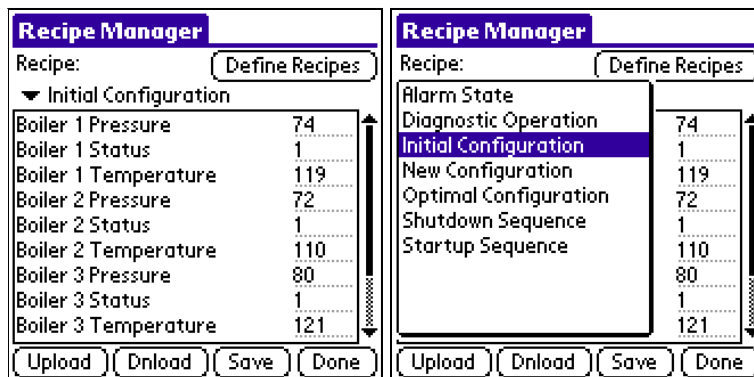 Recipe Manager
Recipe: Define Recipes
Initial Configuration
Boiler 1 Pressure 74
Boiler 1 Status 1
Boiler 1 Temperature 119
Boiler 2 Pressure 72
Boiler 2 Status 1
Boiler 2 Temperature 110
Boiler 3 Pressure 80
Boiler 3 Status 1
Boiler 3 Temperature 121
Upload Dnload Save Done
Recipe Manager
Recipe: Define Recipes
Alarm State
Diagnostic Operation 74
Initial Configuration 1
New Configuration 119
Optimal Configuration 72
Shutdown Sequence 1
Startup Sequence 110
80
1
121
Upload Dnload Save Done